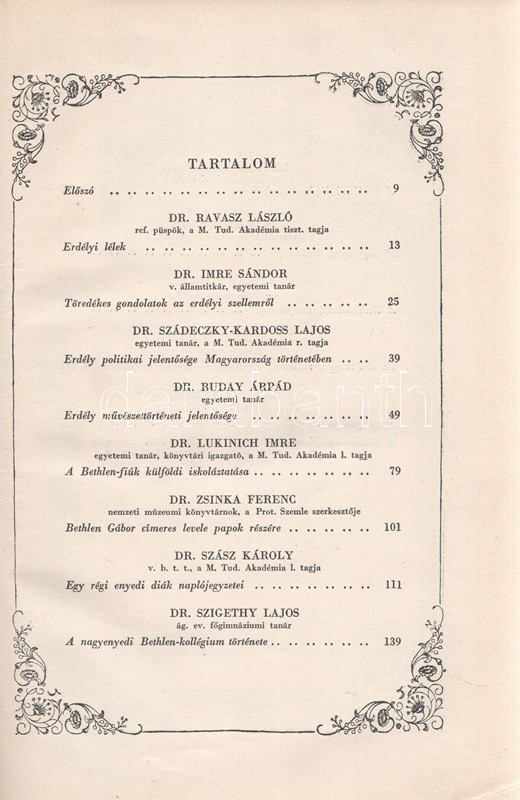 TARTALOM
Előszó .. .. .. .. .. .. .. .. .. .. .. .. .. .. .. 9
DR. RAVASZ LÁSZLÓ
ref. püspök, a M. Tud. Akadémia tiszt. tagja
Erdélyi lélek .. .. .. .. .. .. .. .. .. .. .. .. .. 13
DR. IMRE SÁNDOR
v. államtitkár, egyetemi tanár
Töredékes gondolatok az erdélyi szellemről .. .. .. .. .. 25
DR. SZÁDECZKY-KARDOSS LAJOS
egyetemi tanár, a M. Tud. Akadémia r. tagja
Erdély politikai jelentősége Magyarország történetében .. .. 39
DR. BUDAY ÁRPÁD
egyetemi tanár
Erdély művészettörténeti jelentősége .. .. .. .. .. .. .. 49
darabanth
DR. LUKINICH IMRE
egyetemi tanár, könyvtári igazgató, a M. Tud. Akadémia l. tagja
A Bethlen-fiúk külföldi iskoláztatása .. .. .. .. .. .. .. 79
DR. ZSINKA FERENC
nemzeti múzeumi könyvtárnok, a Prot. Szemle szerkesztője
Bethlen Gábor címeres levele papok részére .. .. .. .. .. 101
DR. SZÁSZ KÁROLY
v. b. t. t., a M. Tud. Akadémia l. tagja
Egy régi enyedi diák naplójegyzetei .. .. .. .. .. .. .. 111
DR. SZIGETHY LAJOS
ág. ev. főgimnáziumi tanár
A nagyenyedi Bethlen-kollégium története .. .. .. .. .. .. 139